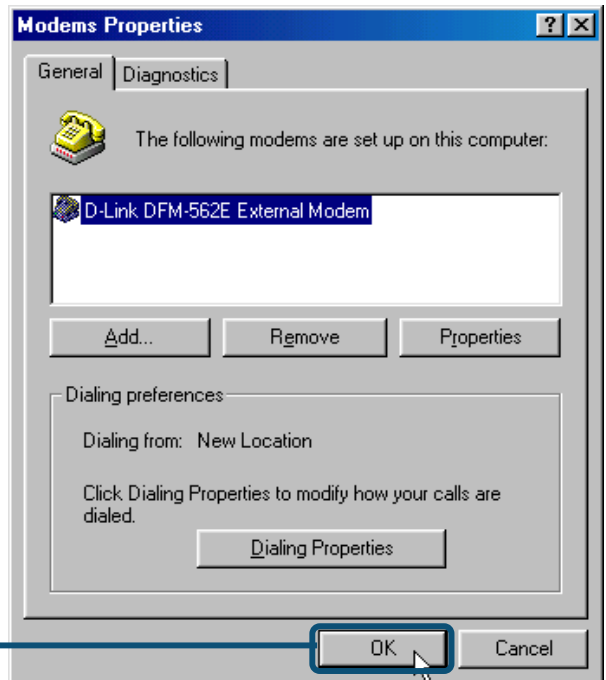 Modems Properties
General Diagnostics
The following modems are set up on this computer:
D-Link DFM-562E External Modem
Add... Remove Properties
Dialing preferences
Dialing from: New Location
Click Dialing Properties to modify how your calls are
dialed.
Dialing Properties
OK Cancel